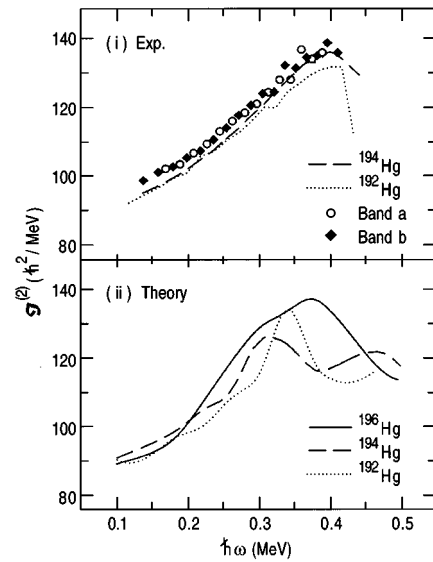 140
(i) Exp.
120
100
80
¹⁹⁴Hg
¹⁹²Hg
Band a
Band b
𝒥⁽²⁾(ℏ²/MeV)
140
(ii) Theory
120
100
80
¹⁹⁶Hg
¹⁹⁴Hg
¹⁹²Hg
0.1 0.2 0.3 0.4 0.5
ℏω (MeV)